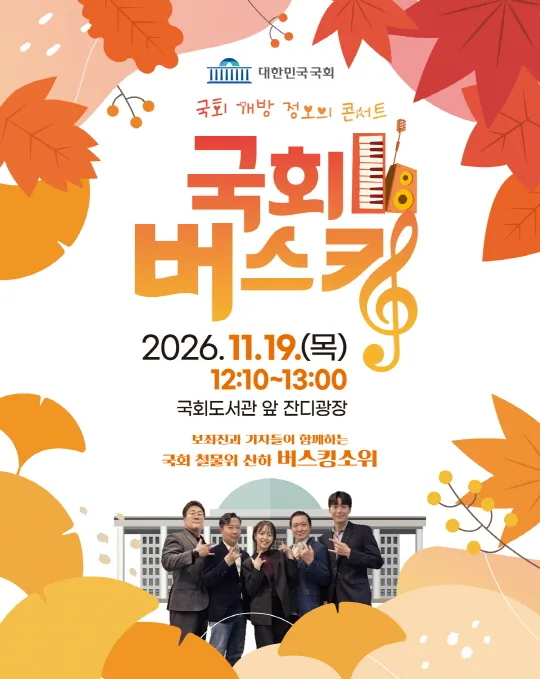 대한민국국회
국회 개방 정오의 콘서트
국회
버스킹
2026. 11.19.(목)
12:10~13:00
국회도서관 앞 잔디광장
보좌진과 기자들이 함께하는
국회 철물위 산하 버스킹소위